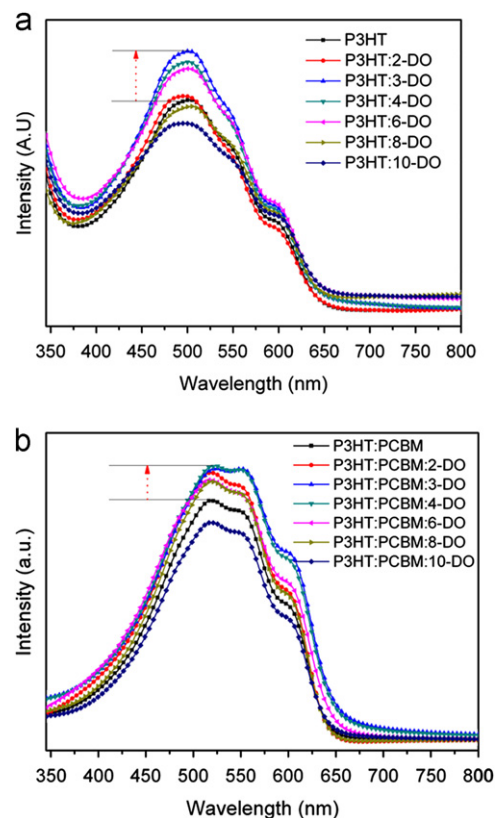 a
P3HT
P3HT:2-DO
P3HT:3-DO
P3HT:4-DO
P3HT:6-DO
P3HT:8-DO
P3HT:10-DO
Intensity (A.U)
350 400 450 500 550 600 650 700 750 800
Wavelength (nm)
b
P3HT:PCBM
P3HT:PCBM:2-DO
P3HT:PCBM:3-DO
P3HT:PCBM:4-DO
P3HT:PCBM:6-DO
P3HT:PCBM:8-DO
P3HT:PCBM:10-DO
Intensity (a.u.)
350 400 450 500 550 600 650 700 750 800
Wavelength (nm)